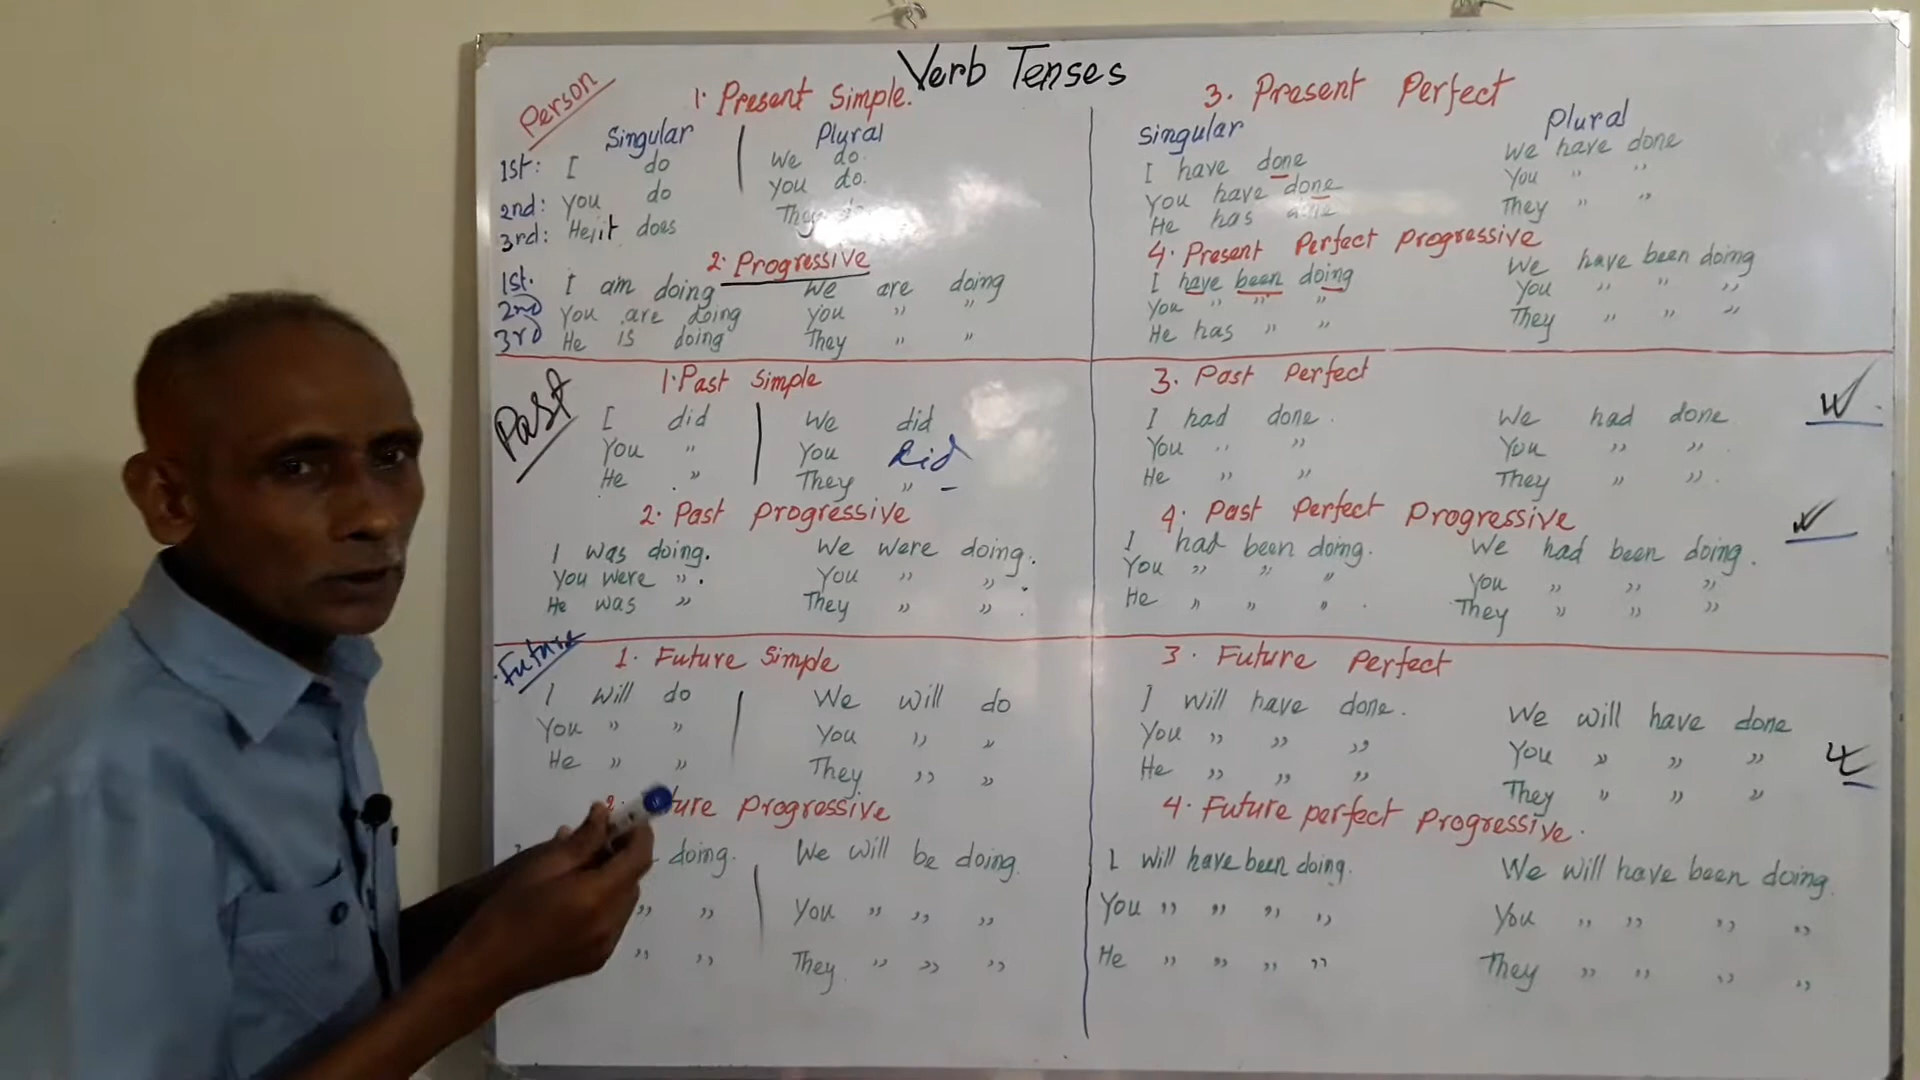 Verb Tenses
Person
1. Present Simple.
Singular Plural
1st: I do We do.
2nd: You do You do.
3rd: He,it does They do
2. Progressive
1st. I am doing We are doing
2nd You are doing You " "
3rd He is doing They " "
3. Present Perfect
Singular Plural
I have done We have done
You have done You " "
He has done They " "
4. Present Perfect Progressive
I have been doing We have been doing
You " " " You " " "
He has " " They " " "
Past
1. Past Simple
I did We did
You " You did
He " They "
2. Past Progressive
I was doing. We were doing.
You were ". You " "
He was " They " "
3. Past Perfect
I had done. We had done
You " " You " "
He " " They " "
4. Past Perfect Progressive
I had been doing. We had been doing.
You " " " You " " "
He " " " They " " "
Future
1. Future Simple
I will do We will do
You " " You " "
He " " They " "
Progressive
doing. We will be doing.
" " You " " "
" " They " " "
3. Future Perfect
I will have done. We will have done
You " " " You " " "
He " " " They " " "
4. Future perfect progressive.
I will have been doing. We will have been doing.
You " " " " You " " " "
He " " " " They " " " "